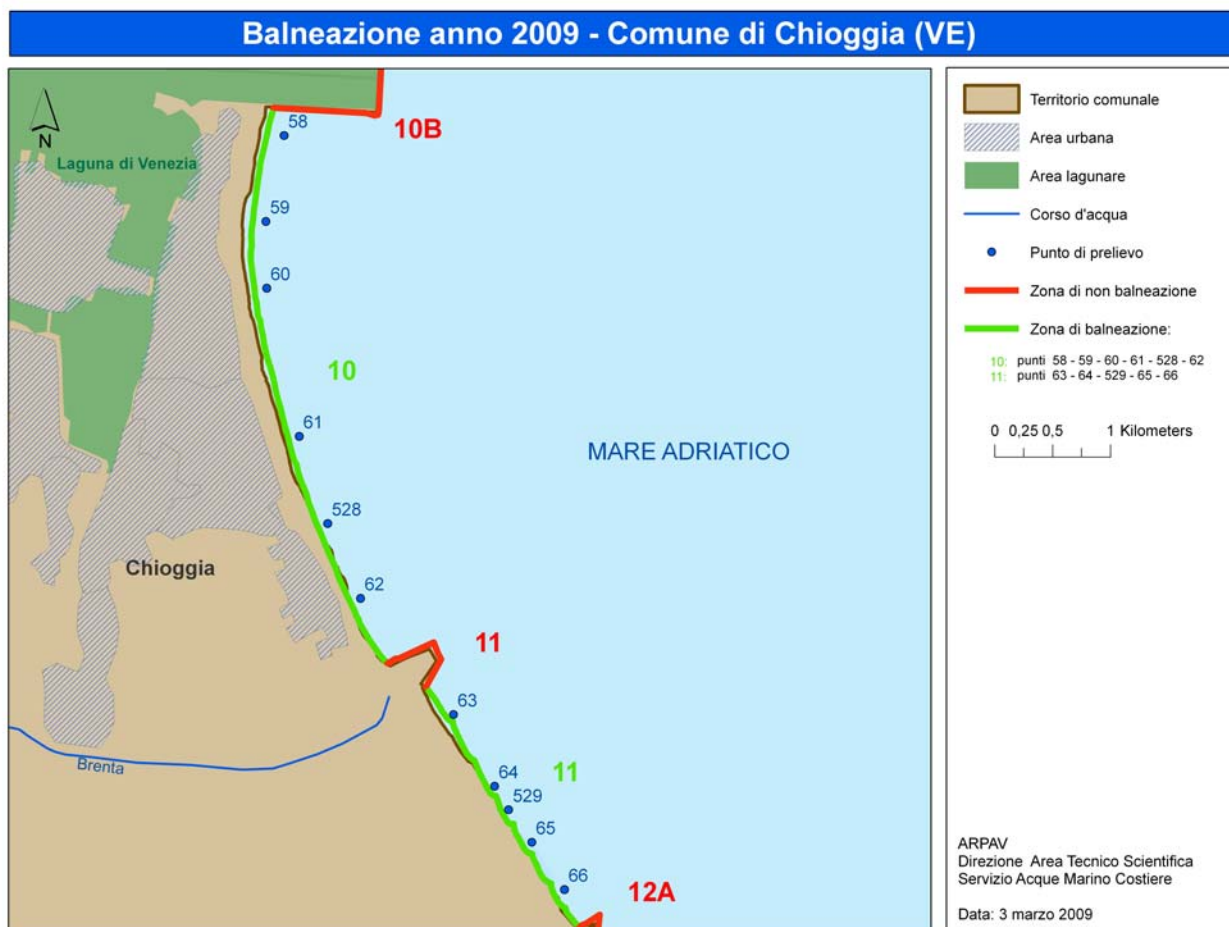 Balneazione anno 2009 - Comune di Chioggia (VE)
N
Laguna di Venezia
58
10B
59
60
10
61
MARE ADRIATICO
528
Chioggia
62
11
63
Brenta
64
11
529
65
66
12A
Territorio comunale
Area urbana
Area lagunare
Corso d'acqua
Punto di prelievo
Zona di non balneazione
Zona di balneazione:
10: punti 58 - 59 - 60 - 61 - 528 - 62
11: punti 63 - 64 - 529 - 65 - 66
0 0,25 0,5 1 Kilometers
ARPAV
Direzione Area Tecnico Scientifica
Servizio Acque Marino Costiere
Data: 3 marzo 2009